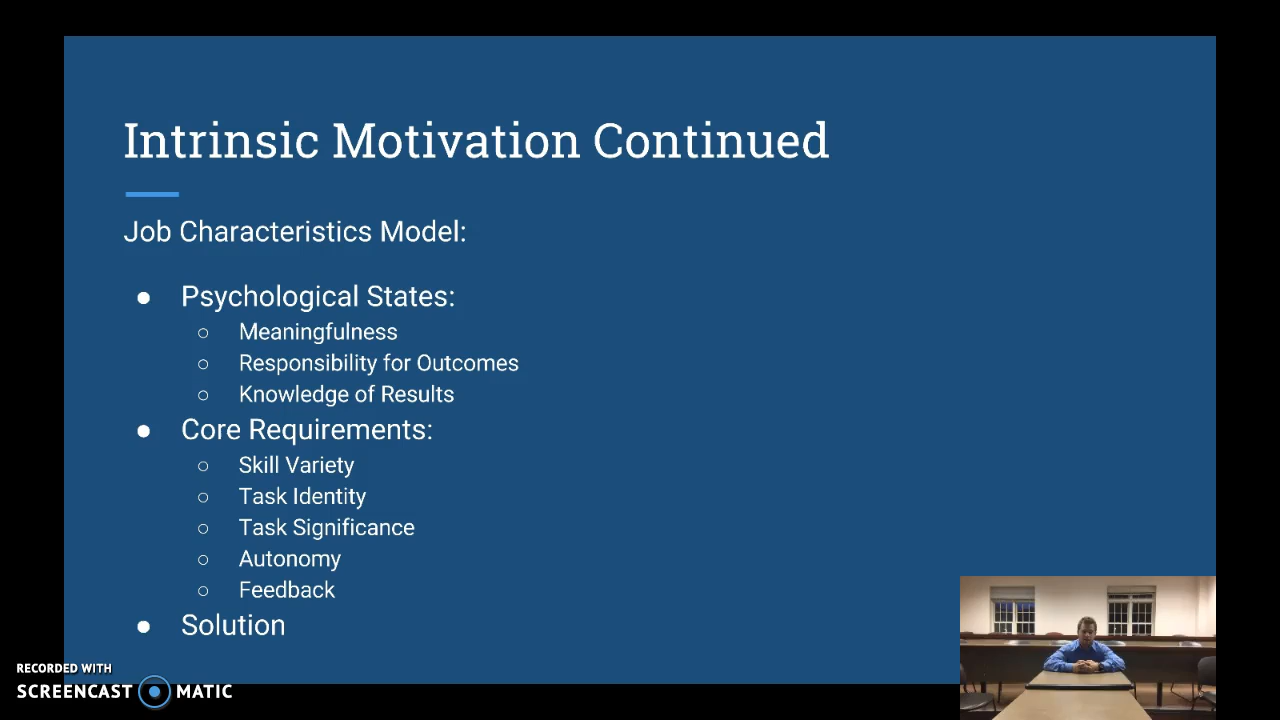 Intrinsic Motivation Continued
Job Characteristics Model:
● Psychological States:
○ Meaningfulness
○ Responsibility for Outcomes
○ Knowledge of Results
● Core Requirements:
○ Skill Variety
○ Task Identity
○ Task Significance
○ Autonomy
○ Feedback
● Solution
RECORDED WITH
SCREENCAST MATIC